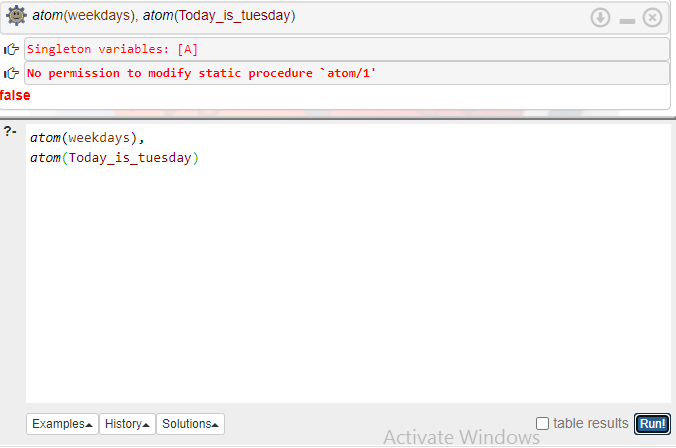 atom(weekdays), atom(Today_is_tuesday)
Singleton variables: [A]
No permission to modify static procedure `atom/1'
false
?-
atom(weekdays),
atom(Today_is_tuesday)
Examples History Solutions table results Run!
Activate Windows